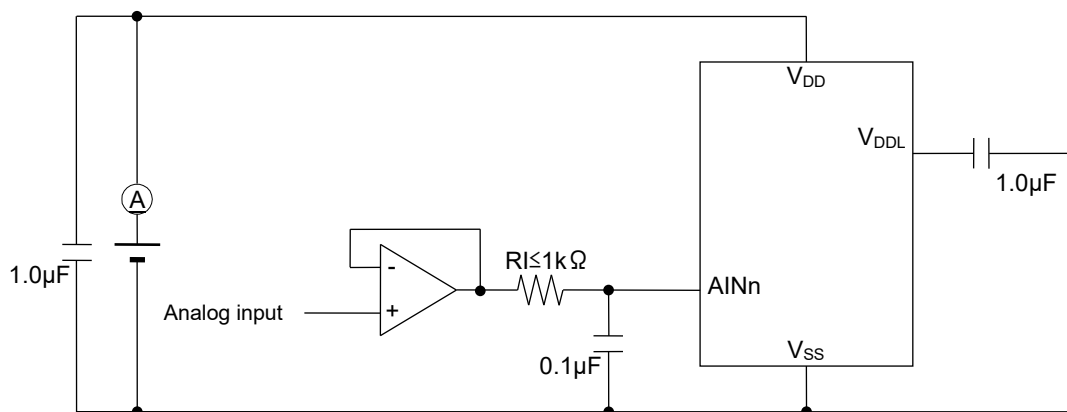 V_DD
V_DDL
1.0µF
A
1.0µF
-
RI≤1kΩ
AINn
Analog input
+
0.1µF
V_SS